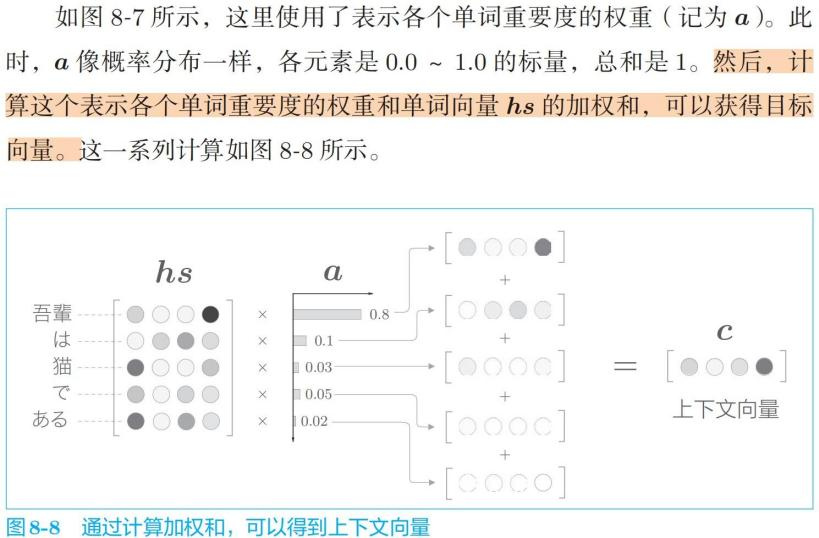 如图 8-7 所示，这里使用了表示各个单词重要度的权重（记为 a）。此
时，a 像概率分布一样，各元素是 0.0 ~ 1.0 的标量，总和是 1。然后，计
算这个表示各个单词重要度的权重和单词向量 hs 的加权和，可以获得目标
向量。这一系列计算如图 8-8 所示。
hs
a
吾輩
は
猫
で
ある
×
×
×
×
×
0.8
0.1
0.03
0.05
0.02
+
+
+
+
=
c
上下文向量
图8-8 通过计算加权和，可以得到上下文向量